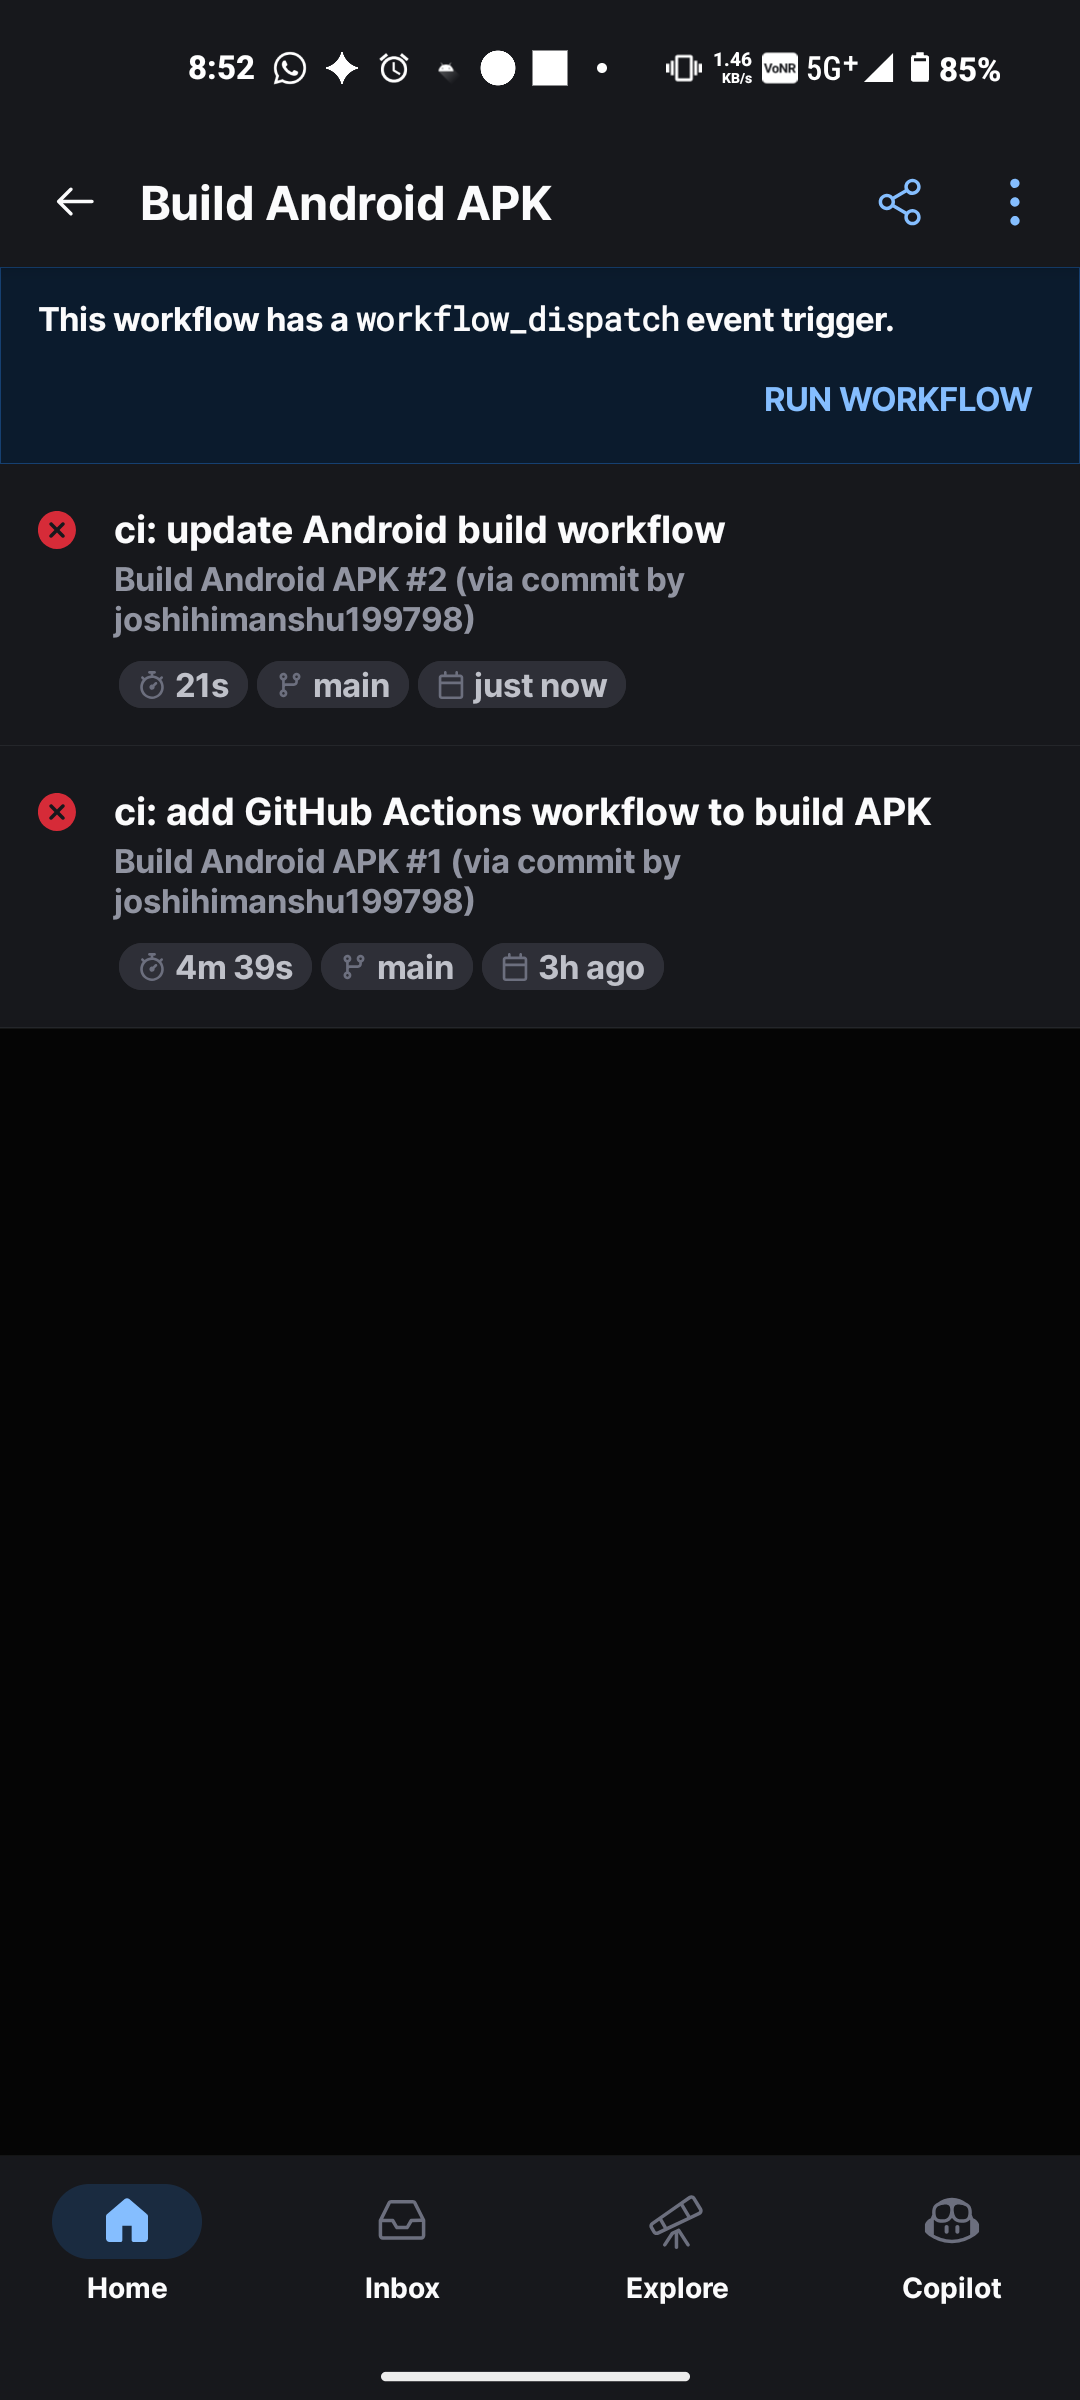 8:52
1.46 KB/s
VoNR
5G+
85%
Build Android APK
This workflow has a workflow_dispatch event trigger.
RUN WORKFLOW
ci: update Android build workflow
Build Android APK #2 (via commit by
joshihimanshu199798)
21s
main
just now
ci: add GitHub Actions workflow to build APK
Build Android APK #1 (via commit by
joshihimanshu199798)
4m 39s
main
3h ago
Home
Inbox
Explore
Copilot